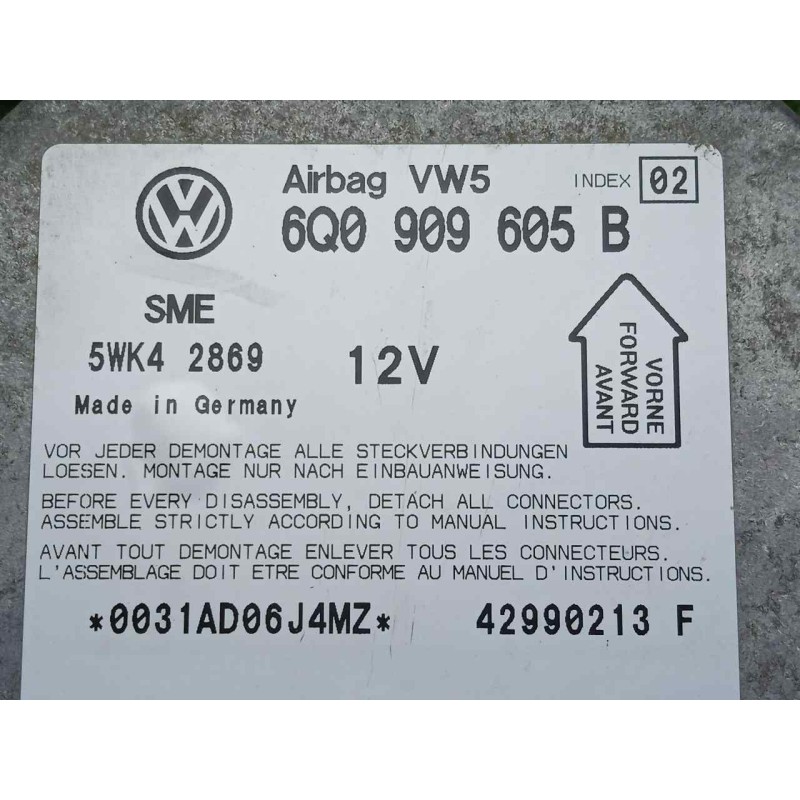 Airbag VW5 INDEX 02
6Q0 909 605 B
SME
5WK4 2869 12V
Made in Germany
VORNE
FORWARD
AVANT
VOR JEDER DEMONTAGE ALLE STECKVERBINDUNGEN
LOESEN. MONTAGE NUR NACH EINBAUANWEISUNG.
BEFORE EVERY DISASSEMBLY, DETACH ALL CONNECTORS.
ASSEMBLE STRICTLY ACCORDING TO MANUAL INSTRUCTIONS.
AVANT TOUT DEMONTAGE ENLEVER TOUS LES CONNECTEURS.
L'ASSEMBLAGE DOIT ETRE CONFORME AU MANUEL D'INSTRUCTIONS.
*0031AD06J4MZ* 42990213 F